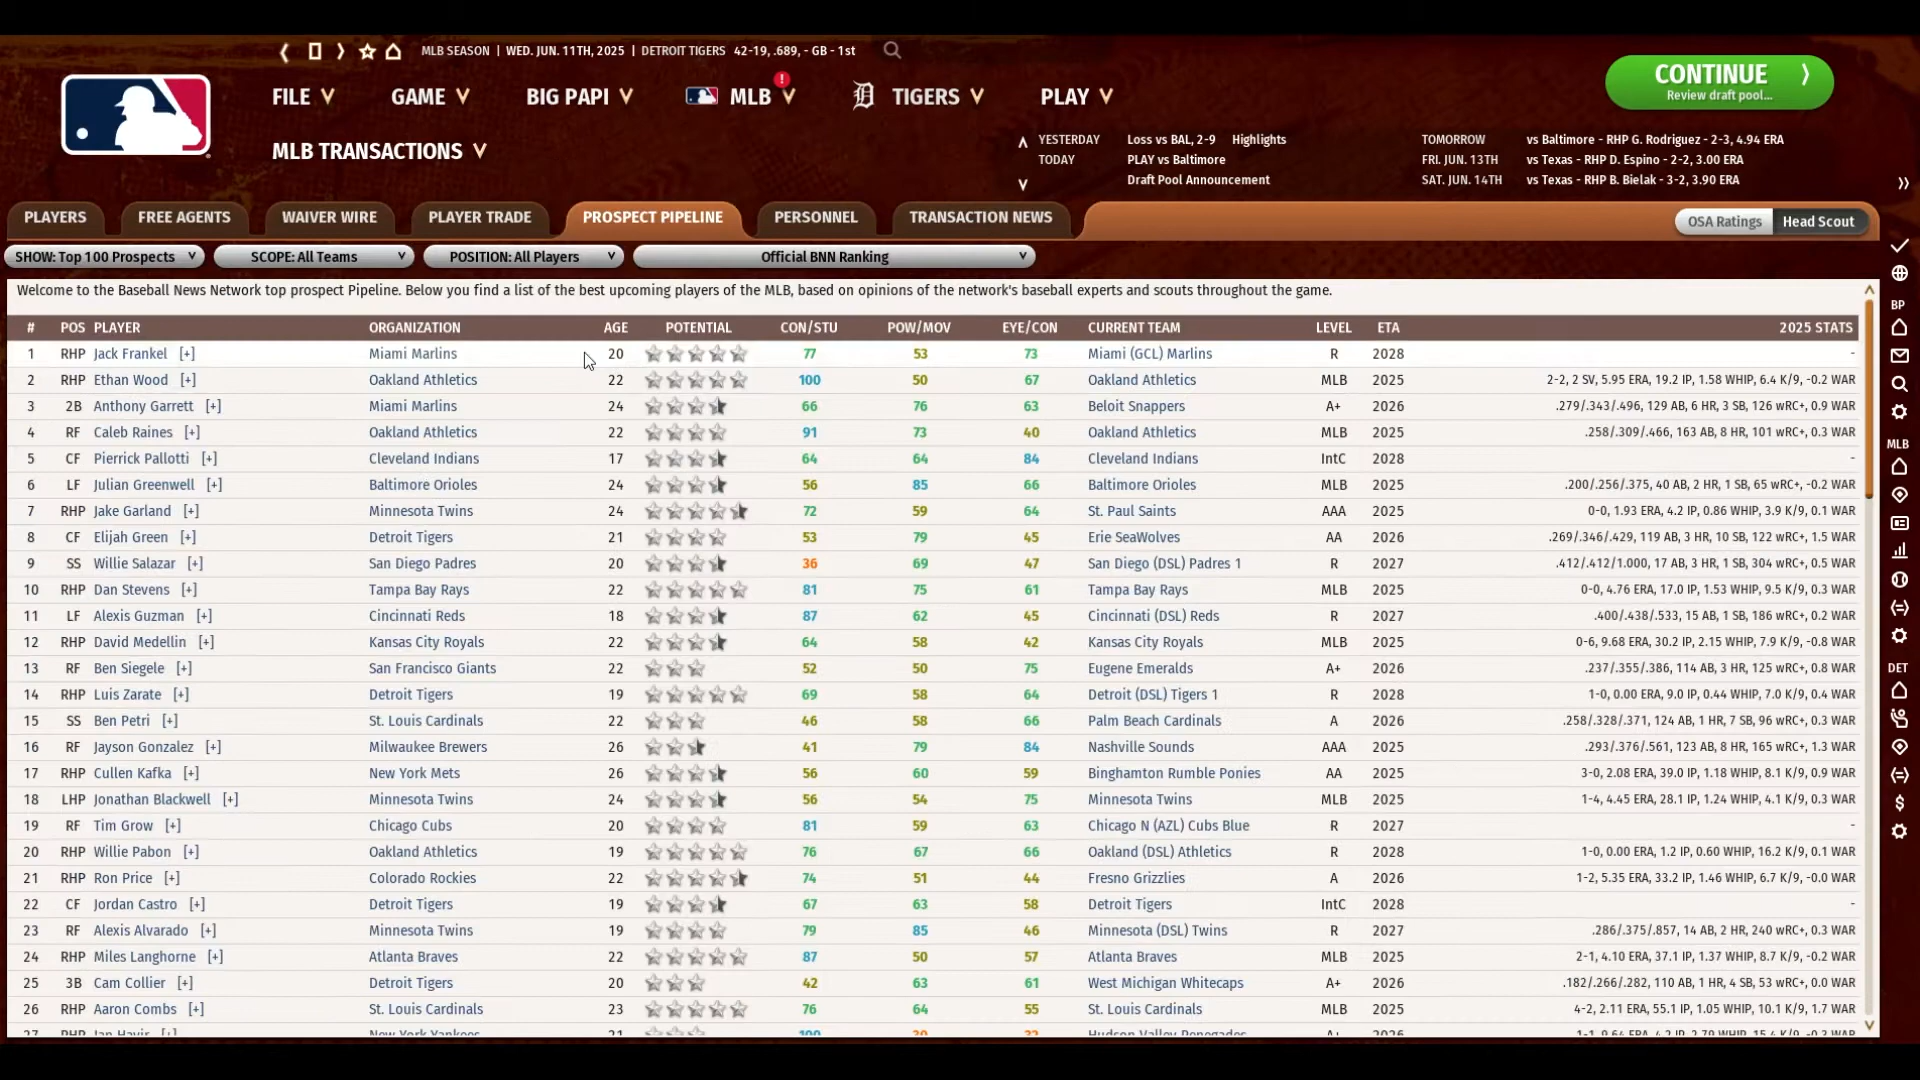 MLB SEASON | WED. JUN. 11TH, 2025 | DETROIT TIGERS 42-19, .689, - GB - 1st
FILE GAME BIG PAPI MLB ! TIGERS PLAY
CONTINUE
Review draft pool...
MLB TRANSACTIONS
YESTERDAY Loss vs BAL, 2-9 Highlights TOMORROW vs Baltimore - RHP G. Rodriguez - 2-3, 4.94 ERA
TODAY PLAY vs Baltimore FRI. JUN. 13TH vs Texas - RHP D. Espino - 2-2, 3.00 ERA
Draft Pool Announcement SAT. JUN. 14TH vs Texas - RHP B. Bielak - 3-2, 3.90 ERA
PLAYERS FREE AGENTS WAIVER WIRE PLAYER TRADE PROSPECT PIPELINE PERSONNEL TRANSACTION NEWS OSA Ratings Head Scout
SHOW: Top 100 Prospects SCOPE: All Teams POSITION: All Players Official BNN Ranking
Welcome to the Baseball News Network top prospect Pipeline. Below you find a list of the best upcoming players of the MLB, based on opinions of the network's baseball experts and scouts throughout the game.
# POS PLAYER ORGANIZATION AGE POTENTIAL CON/STU POW/MOV EYE/CON CURRENT TEAM LEVEL ETA 2025 STATS
1 RHP Jack Frankel [+] Miami Marlins 20 77 53 73 Miami (GCL) Marlins R 2028 -
2 RHP Ethan Wood [+] Oakland Athletics 22 100 50 67 Oakland Athletics MLB 2025 2-2, 2 SV, 5.95 ERA, 19.2 IP, 1.58 WHIP, 6.4 K/9, -0.2 WAR
3 2B Anthony Garrett [+] Miami Marlins 24 66 76 63 Beloit Snappers A+ 2026 .279/.343/.496, 129 AB, 6 HR, 3 SB, 126 wRC+, 0.9 WAR
4 RF Caleb Raines [+] Oakland Athletics 22 91 73 40 Oakland Athletics MLB 2025 .258/.309/.466, 163 AB, 8 HR, 101 wRC+, 0.3 WAR
5 CF Pierrick Pallotti [+] Cleveland Indians 17 64 64 84 Cleveland Indians IntC 2028 -
6 LF Julian Greenwell [+] Baltimore Orioles 24 56 85 66 Baltimore Orioles MLB 2025 .200/.256/.375, 40 AB, 2 HR, 1 SB, 65 wRC+, -0.2 WAR
7 RHP Jake Garland [+] Minnesota Twins 24 72 59 64 St. Paul Saints AAA 2025 0-0, 1.93 ERA, 4.2 IP, 0.86 WHIP, 3.9 K/9, 0.1 WAR
8 CF Elijah Green [+] Detroit Tigers 21 53 79 45 Erie SeaWolves AA 2026 .269/.346/.429, 119 AB, 3 HR, 10 SB, 122 wRC+, 1.5 WAR
9 SS Willie Salazar [+] San Diego Padres 20 36 69 47 San Diego (DSL) Padres 1 R 2027 .412/.412/1.000, 17 AB, 3 HR, 1 SB, 304 wRC+, 0.5 WAR
10 RHP Dan Stevens [+] Tampa Bay Rays 22 81 75 61 Tampa Bay Rays MLB 2025 0-0, 4.76 ERA, 17.0 IP, 1.53 WHIP, 9.5 K/9, 0.3 WAR
11 LF Alexis Guzman [+] Cincinnati Reds 18 87 62 45 Cincinnati (DSL) Reds R 2027 .400/.438/.533, 15 AB, 1 SB, 186 wRC+, 0.2 WAR
12 RHP David Medellin [+] Kansas City Royals 22 64 58 42 Kansas City Royals MLB 2025 0-6, 9.68 ERA, 30.2 IP, 2.15 WHIP, 7.9 K/9, -0.8 WAR
13 RF Ben Siegele [+] San Francisco Giants 22 52 50 75 Eugene Emeralds A+ 2026 .237/.355/.386, 114 AB, 3 HR, 125 wRC+, 0.8 WAR
14 RHP Luis Zarate [+] Detroit Tigers 19 69 58 64 Detroit (DSL) Tigers 1 R 2028 1-0, 0.00 ERA, 9.0 IP, 0.44 WHIP, 7.0 K/9, 0.4 WAR
15 SS Ben Petri [+] St. Louis Cardinals 22 46 58 66 Palm Beach Cardinals A 2026 .258/.328/.371, 124 AB, 1 HR, 7 SB, 96 wRC+, 0.3 WAR
16 RF Jayson Gonzalez [+] Milwaukee Brewers 26 41 79 84 Nashville Sounds AAA 2025 .293/.376/.561, 123 AB, 8 HR, 165 wRC+, 1.3 WAR
17 RHP Cullen Kafka [+] New York Mets 26 56 60 59 Binghamton Rumble Ponies AA 2025 3-0, 2.08 ERA, 39.0 IP, 1.18 WHIP, 8.1 K/9, 0.9 WAR
18 LHP Jonathan Blackwell [+] Minnesota Twins 24 56 54 75 Minnesota Twins MLB 2025 1-4, 4.45 ERA, 28.1 IP, 1.24 WHIP, 4.1 K/9, 0.3 WAR
19 RF Tim Grow [+] Chicago Cubs 20 81 59 63 Chicago N (AZL) Cubs Blue R 2027 -
20 RHP Willie Pabon [+] Oakland Athletics 19 76 67 66 Oakland (DSL) Athletics R 2028 1-0, 0.00 ERA, 1.2 IP, 0.60 WHIP, 16.2 K/9, 0.1 WAR
21 RHP Ron Price [+] Colorado Rockies 22 74 51 44 Fresno Grizzlies A 2026 1-2, 5.35 ERA, 33.2 IP, 1.46 WHIP, 6.7 K/9, -0.0 WAR
22 CF Jordan Castro [+] Detroit Tigers 19 67 63 58 Detroit Tigers IntC 2028 -
23 RF Alexis Alvarado [+] Minnesota Twins 19 79 85 46 Minnesota (DSL) Twins R 2027 .286/.375/.857, 14 AB, 2 HR, 240 wRC+, 0.3 WAR
24 RHP Miles Langhorne [+] Atlanta Braves 22 87 50 57 Atlanta Braves MLB 2025 2-1, 4.10 ERA, 37.1 IP, 1.37 WHIP, 8.7 K/9, -0.2 WAR
25 3B Cam Collier [+] Detroit Tigers 20 42 63 61 West Michigan Whitecaps A+ 2026 .182/.266/.282, 110 AB, 1 HR, 4 SB, 53 wRC+, 0.0 WAR
26 RHP Aaron Combs [+] St. Louis Cardinals 23 76 64 55 St. Louis Cardinals MLB 2025 4-2, 2.11 ERA, 55.1 IP, 1.05 WHIP, 10.1 K/9, 1.7 WAR
27 RHP New York Yankees 21 100 Hudson Valley Renegades A+ 2026
BP
MLB
DET
$